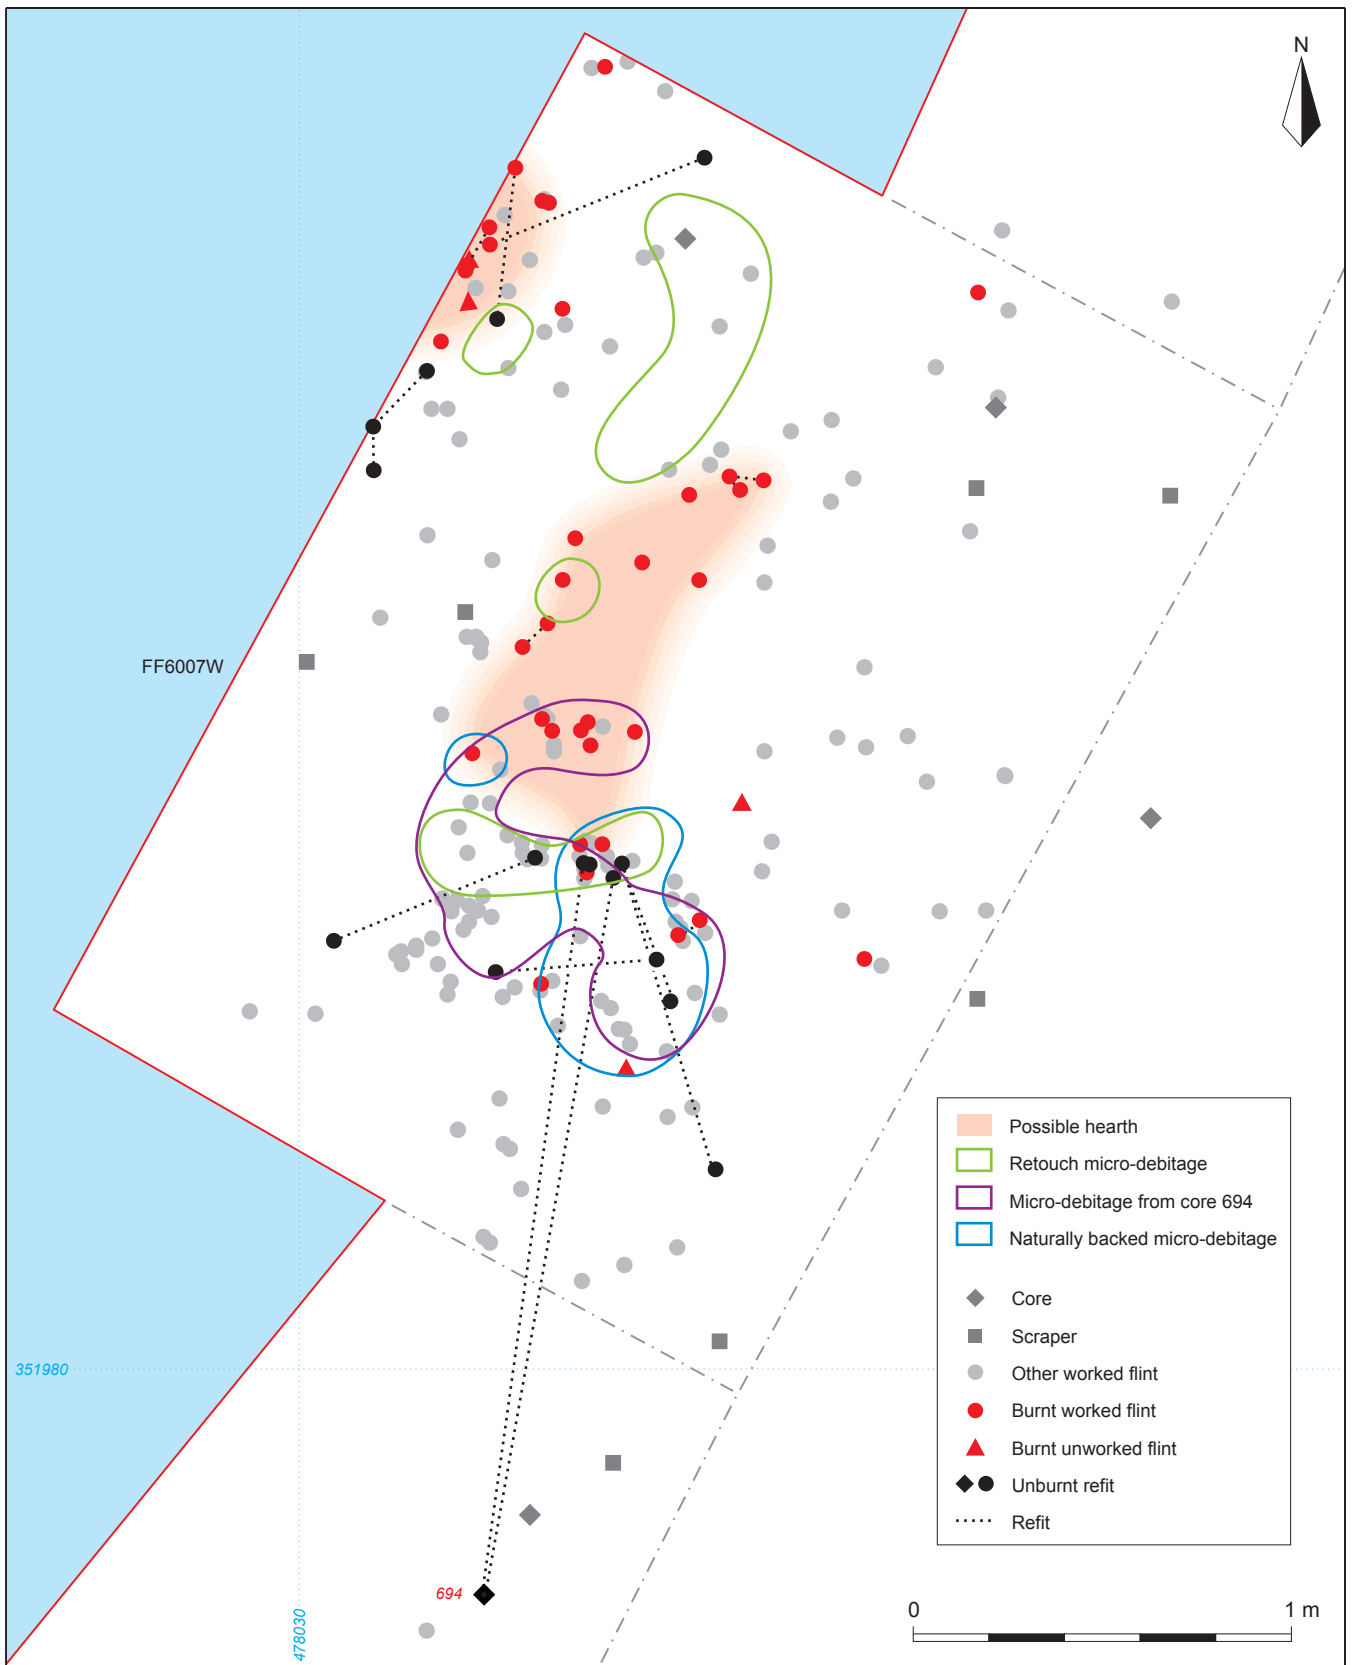 N
FF6007W
Possible hearth
Retouch micro-debitage
Micro-debitage from core 694
Naturally backed micro-debitage
Core
Scraper
Other worked flint
Burnt worked flint
Burnt unworked flint
Unburnt refit
Refit
351980
694
478030
0 1 m